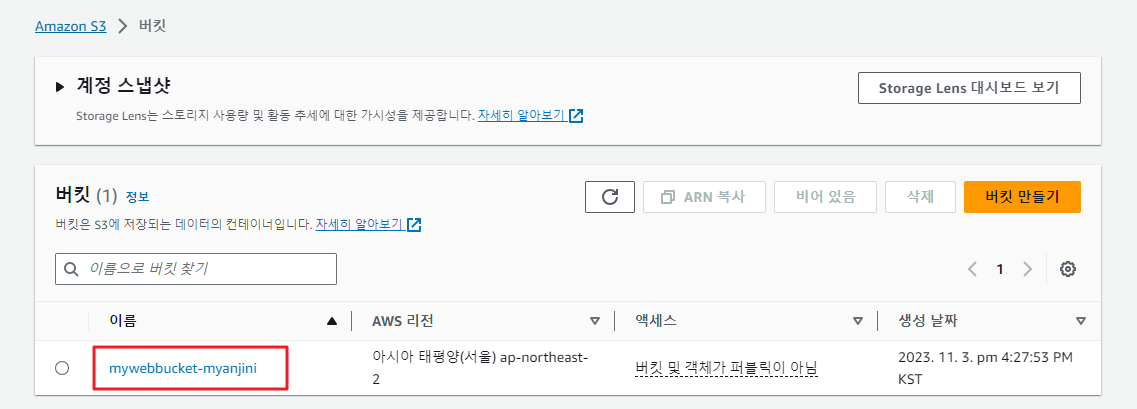 Amazon S3 > 버킷
계정 스냅샷
Storage Lens 대시보드 보기
Storage Lens는 스토리지 사용량 및 활동 추세에 대한 가시성을 제공합니다. 자세히 알아보기
버킷 (1) 정보
ARN 복사 비어 있음 삭제 버킷 만들기
버킷은 S3에 저장되는 데이터의 컨테이너입니다. 자세히 알아보기
이름으로 버킷 찾기
1
이름 AWS 리전 액세스 생성 날짜
mywebbucket-myanjini
아시아 태평양(서울) ap-northeast-
2
버킷 및 객체가 퍼블릭이 아님
2023. 11. 3. pm 4:27:53 PM
KST